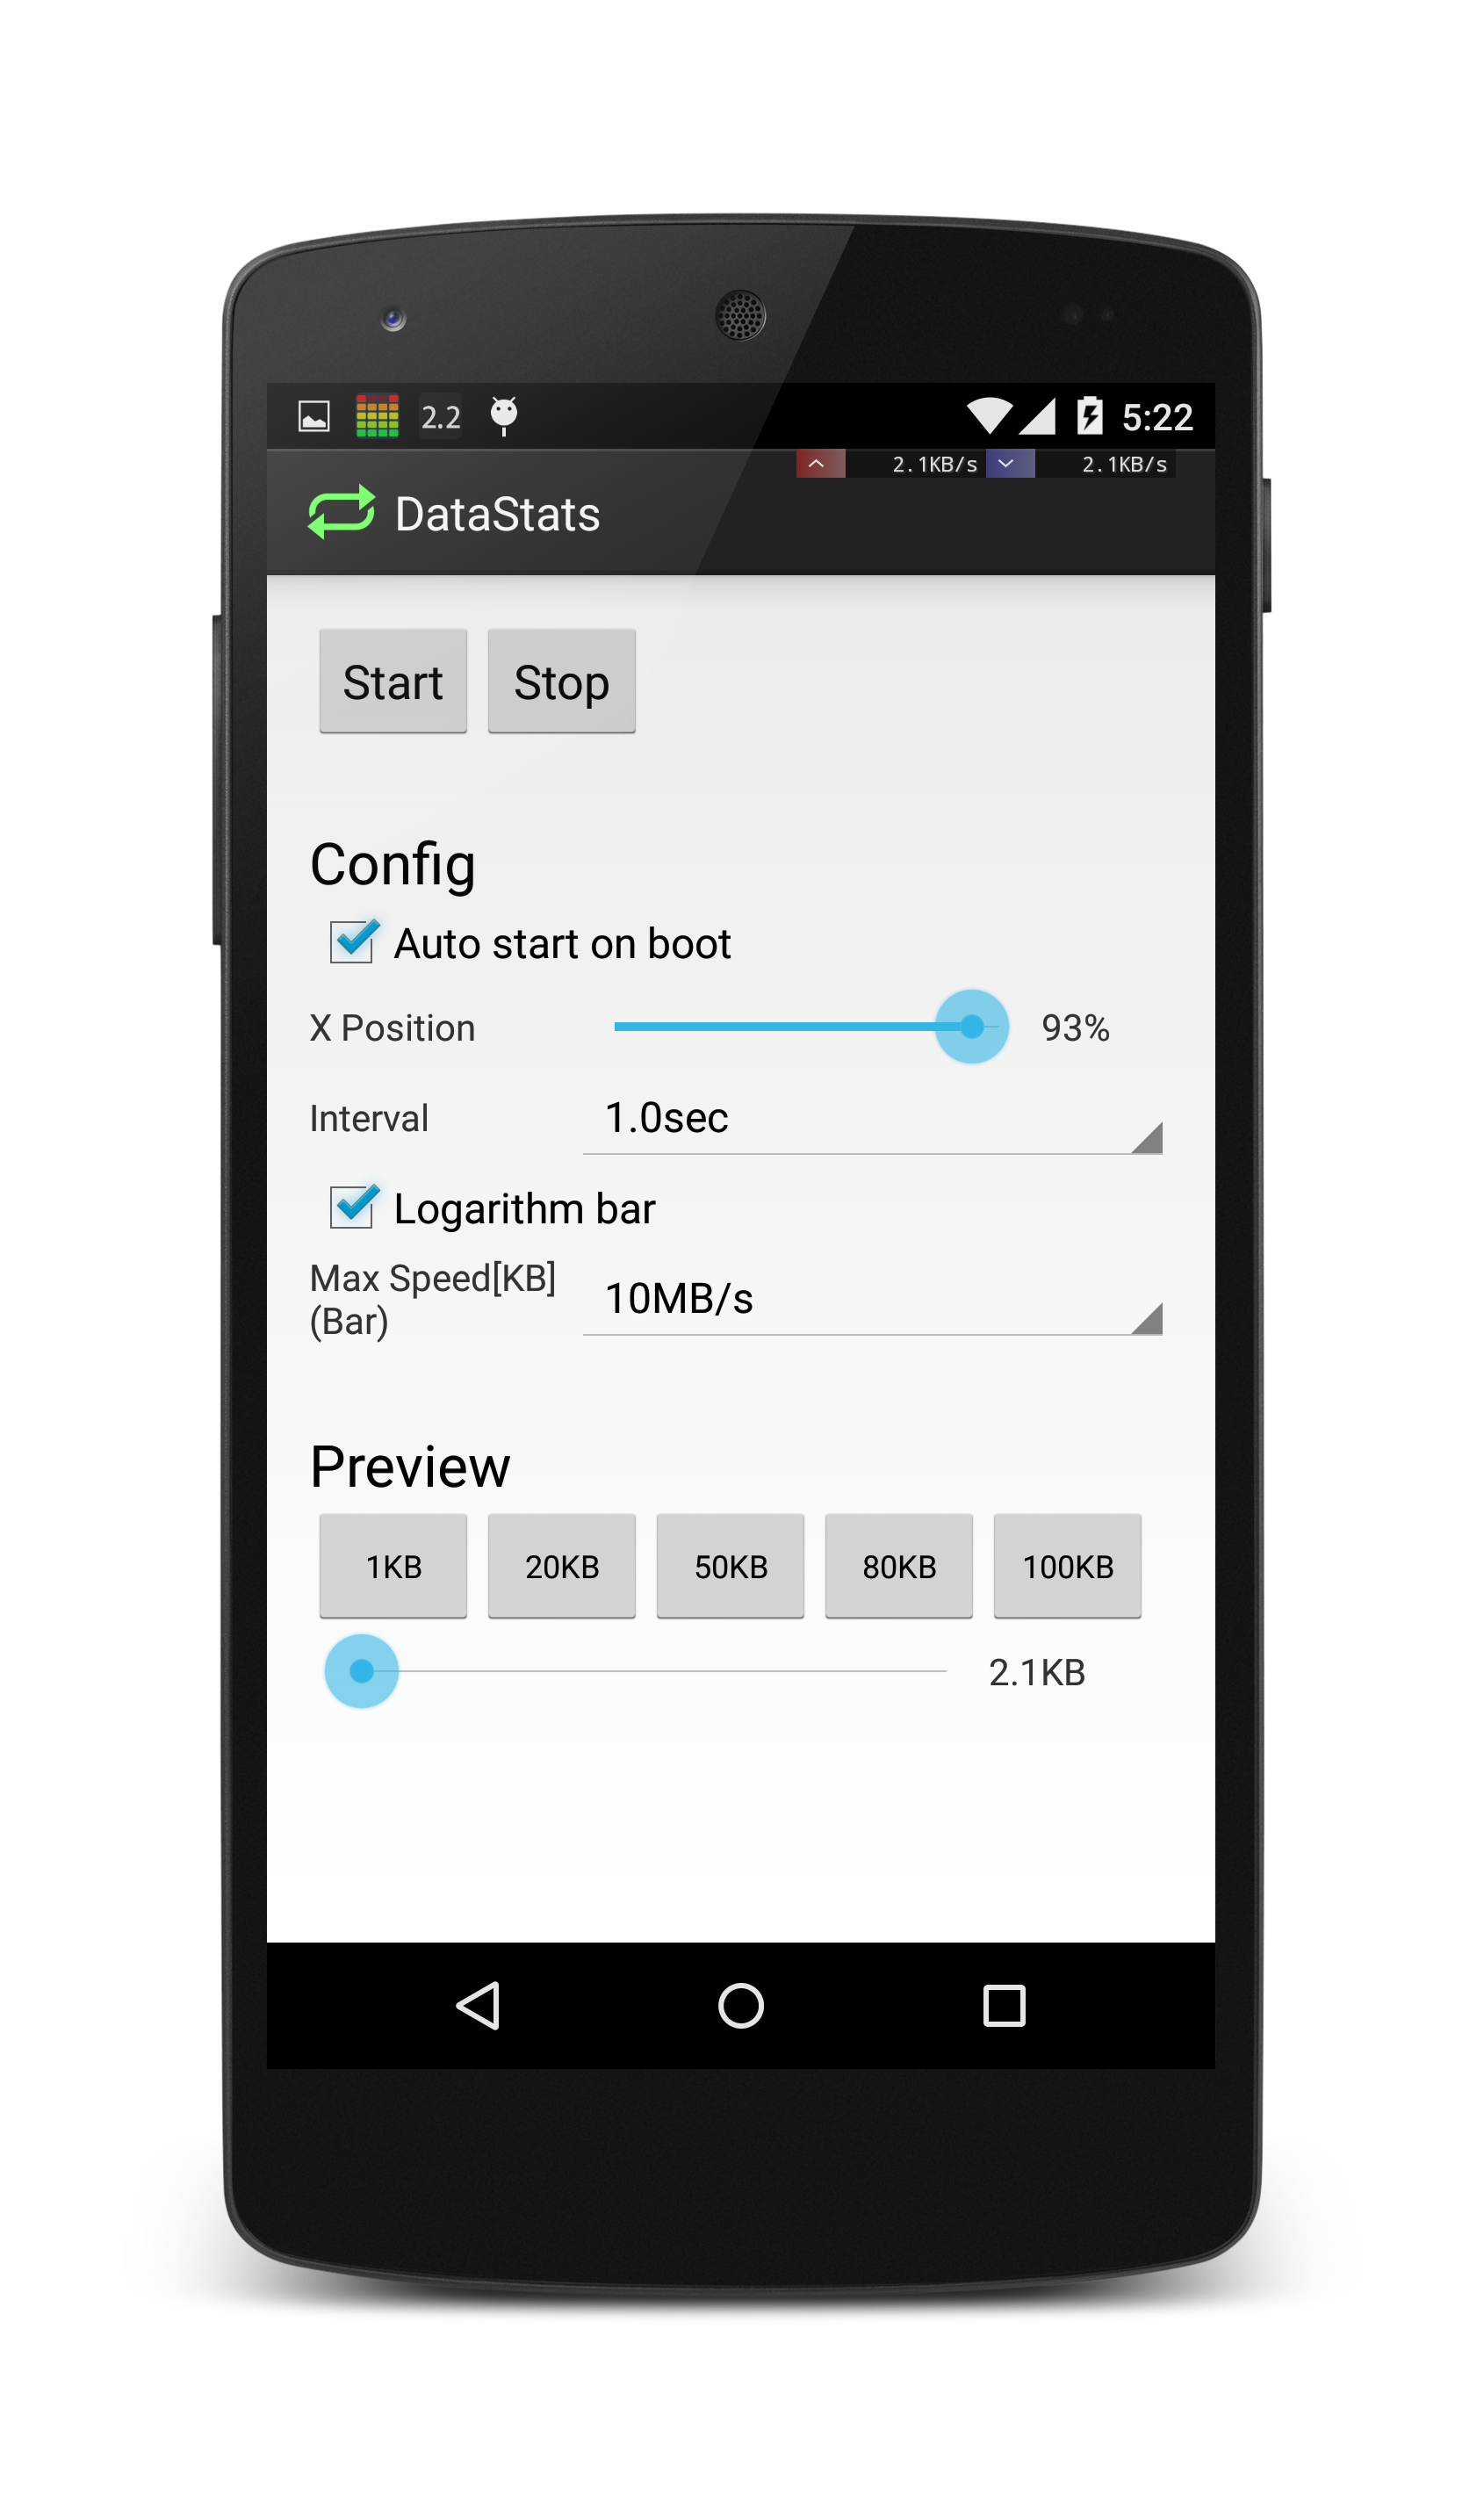 2.2 5:22
2.1KB/s 2.1KB/s
DataStats
Start Stop
Config
Auto start on boot
X Position 93%
Interval 1.0sec
Logarithm bar
Max Speed[KB]
(Bar) 10MB/s
Preview
1KB 20KB 50KB 80KB 100KB
2.1KB